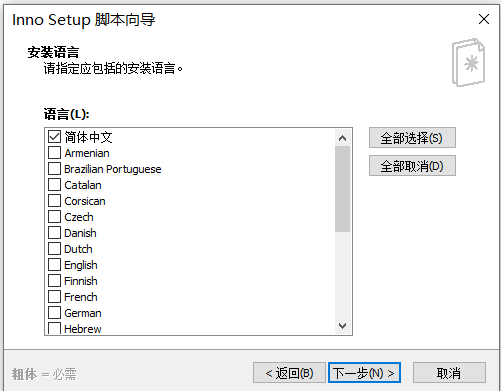 Inno Setup 脚本向导
安装语言
请指定应包括的安装语言。
语言(L):
简体中文
Armenian
Brazilian Portuguese
Catalan
Corsican
Czech
Danish
Dutch
English
Finnish
French
German
Hebrew
全部选择(S)
全部取消(D)
粗体 = 必需
< 返回(B)
下一步(N) >
取消